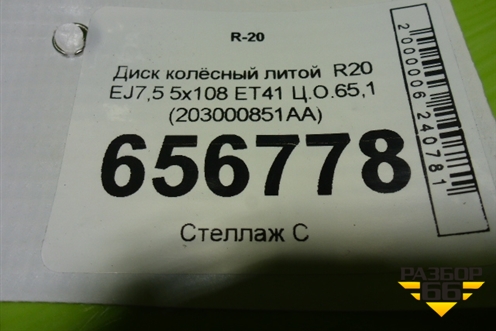 R-20
Диск колёсный литой R20
EJ7,5 5x108 ET41 Ц.О.65,1
(203000851AA)
656778
Стеллаж С
2000006240781
РАЗБОР
66